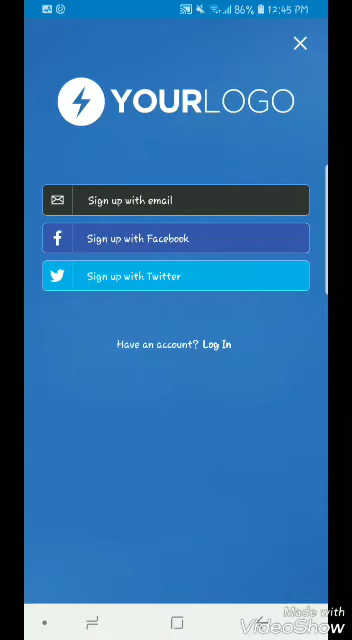 86% 12:45 PM
YOURLOGO
Sign up with email
Sign up with Facebook
Sign up with Twitter
Have an account? Log In
Made with
VideoShow